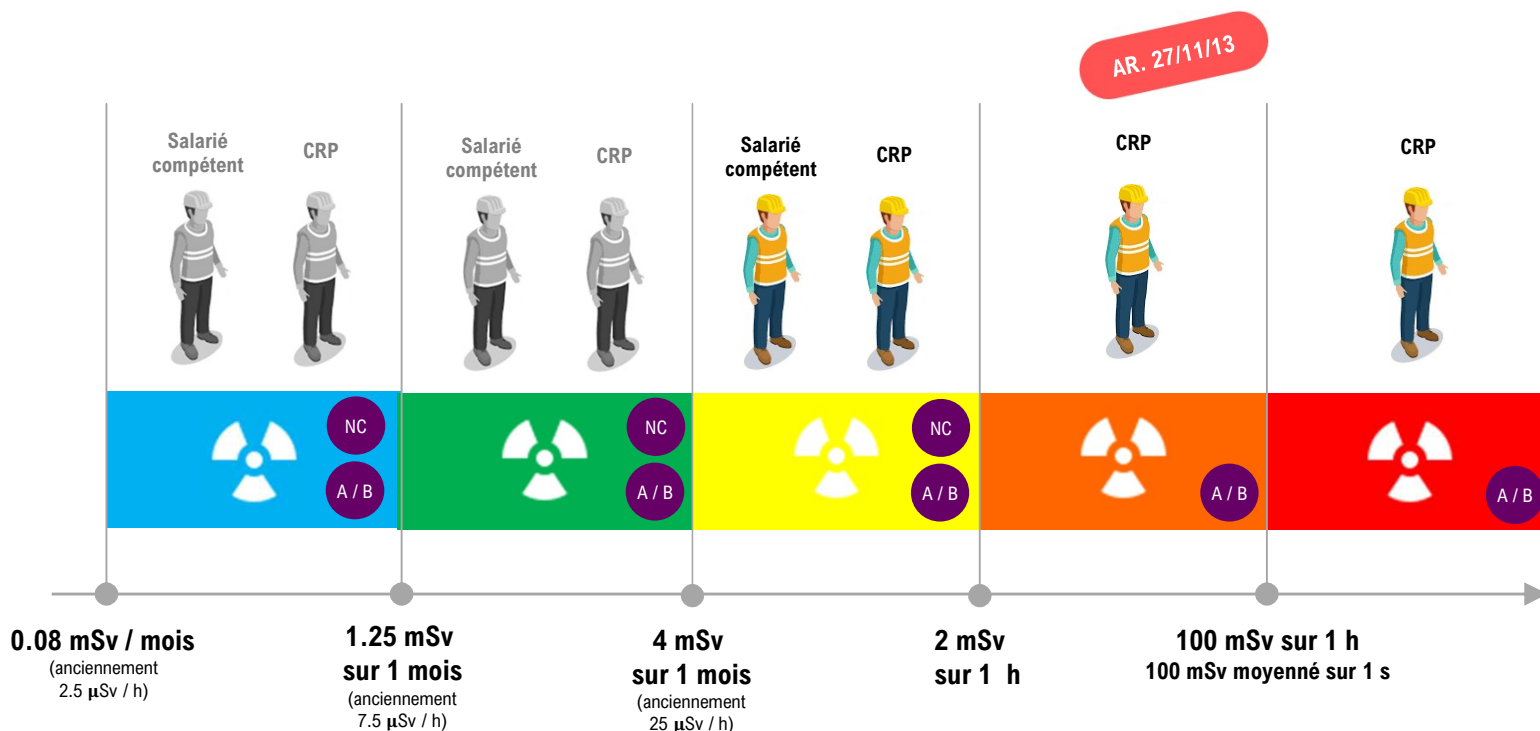 AR. 27/11/13
Salarié
compétent
CRP
Salarié
compétent
CRP
Salarié
compétent
CRP
CRP
CRP
NC
A / B
NC
A / B
NC
A / B
A / B
A / B
0.08 mSv / mois
(anciennement
2.5 µSv / h)
1.25 mSv
sur 1 mois
(anciennement
7.5 µSv / h)
4 mSv
sur 1 mois
(anciennement
25 µSv / h)
2 mSv
sur 1 h
100 mSv sur 1 h
100 mSv moyenné sur 1 s